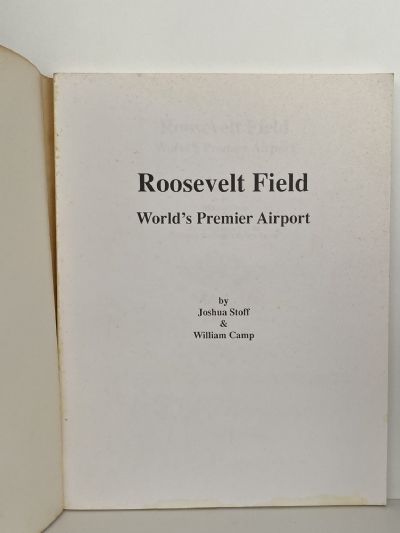 Roosevelt Field
World's Premier Airport
by
Joshua Stoff
&
William Camp